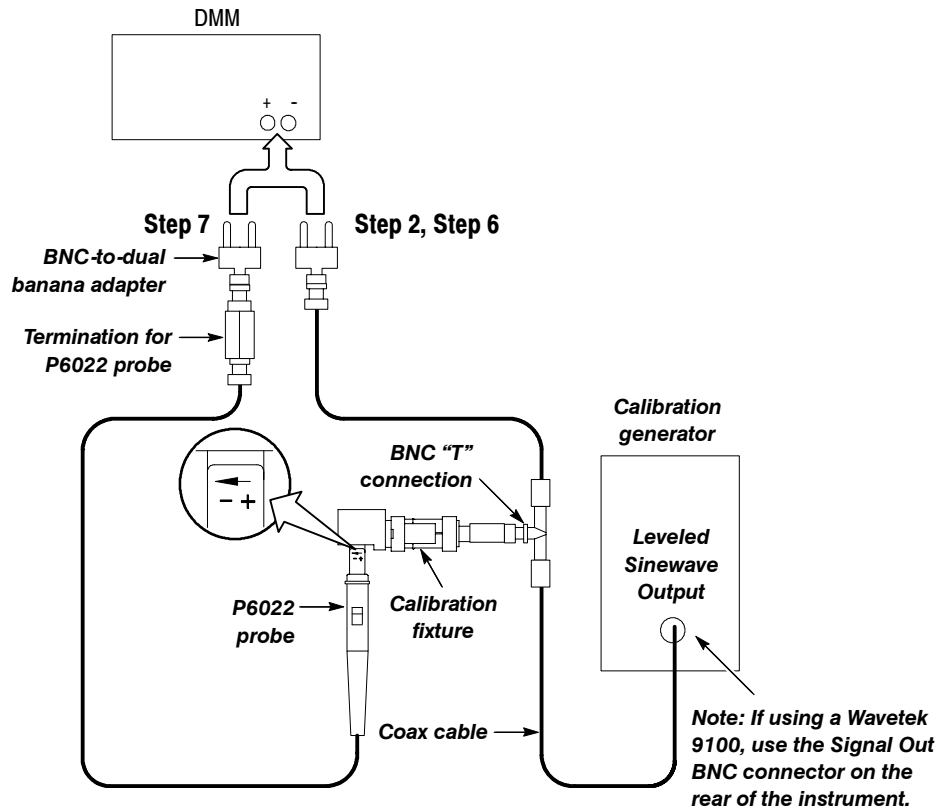 DMM
+ -
Step 7
Step 2, Step 6
BNC-to-dual
banana adapter
Termination for
P6022 probe
Calibration
generator
BNC “T”
connection
- +
Leveled
Sinewave
Output
- +
P6022
probe
Calibration
fixture
Coax cable
Note: If using a Wavetek
9100, use the Signal Out
BNC connector on the
rear of the instrument.